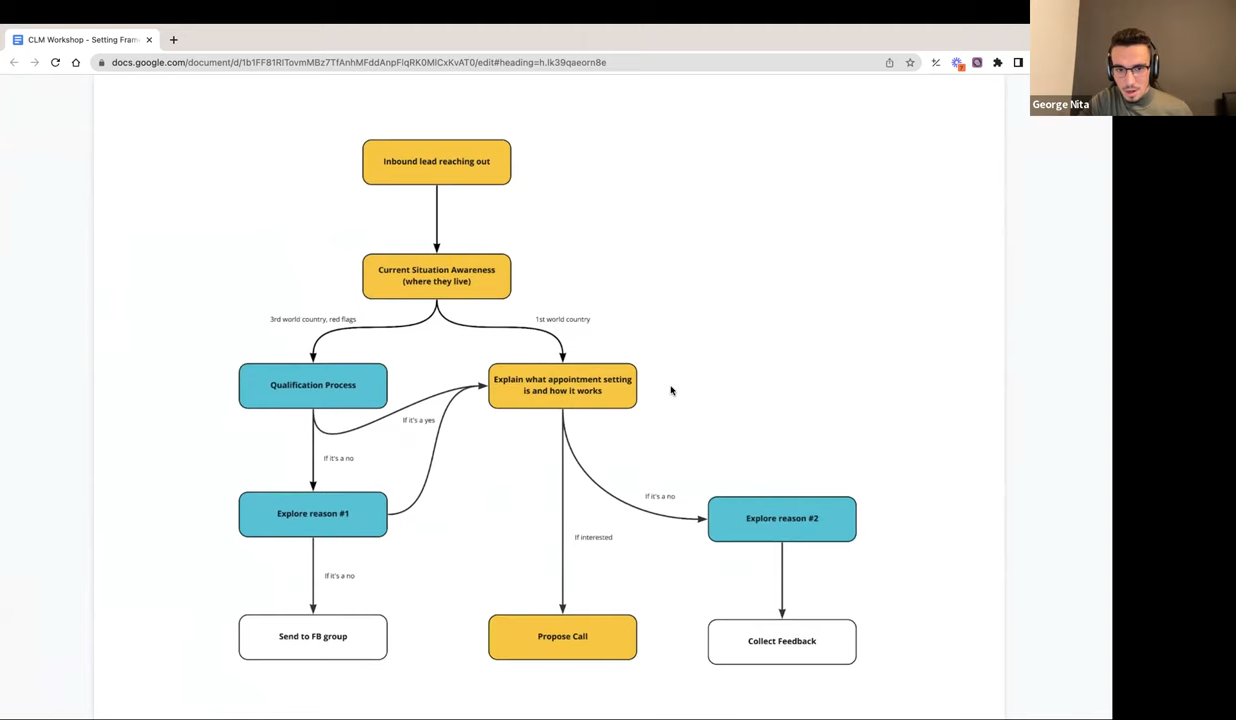 CLM Workshop - Setting Fram
docs.google.com/document/d/1b1FF81RlTovmMBz7TfAnhMFddAnpFlqRK0MlCxKvAT0/edit#heading=h.lk39qaeorn8e
George Nita
Inbound lead reaching out
Current Situation Awareness
(where they live)
3rd world country, red flags
1st world country
Qualification Process
Explain what appointment setting
is and how it works
If it's a yes
If it's a no
If it's a no
Explore reason #1
Explore reason #2
If interested
If it's a no
Send to FB group
Propose Call
Collect Feedback